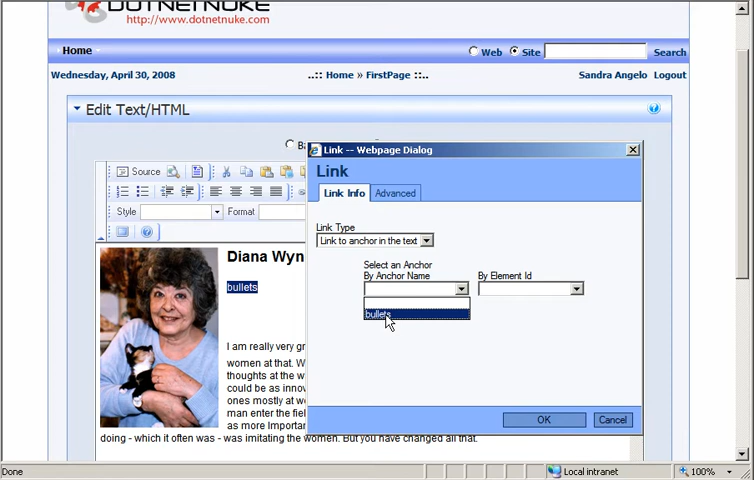 DOTNETNUKE
http://www.dotnetnuke.com
Home
Web Site Search
Wednesday, April 30, 2008
..:: Home » FirstPage ::..
Sandra Angelo Logout
Edit Text/HTML
Link -- Webpage Dialog
Link
Source
Link Info Advanced
Style Format
Link Type
Link to anchor in the text
Select an Anchor
By Anchor Name By Element Id
bullets
Diana Wyn
bullets
I am really very gr
women at that. W
thoughts at the w
could be as innov
ones mostly at we
man enter the fiel
as more Importan
doing - which it often was - was imitating the women. But you have changed all that.
OK Cancel
Done
Local intranet
100%